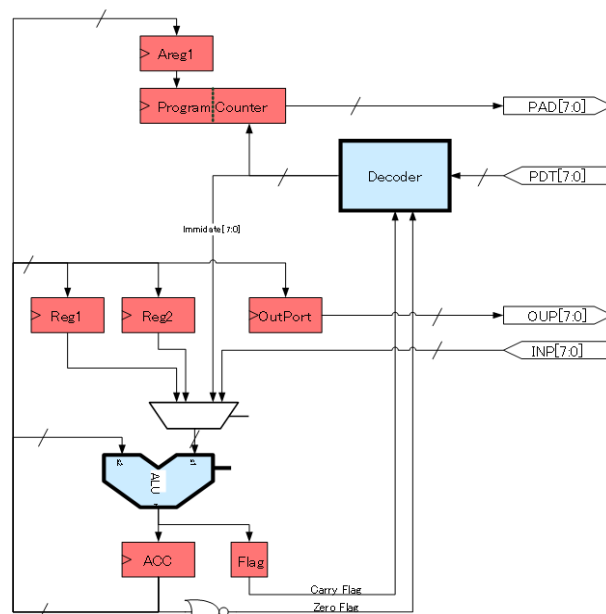 Areg1
Program Counter
PAD[7:0]
Decoder
PDT[7:0]
Immidate[7:0]
Reg1
Reg2
OutPort
OUP[7:0]
INP[7:0]
ALU
ACC
Flag
Carry Flag
Zero Flag